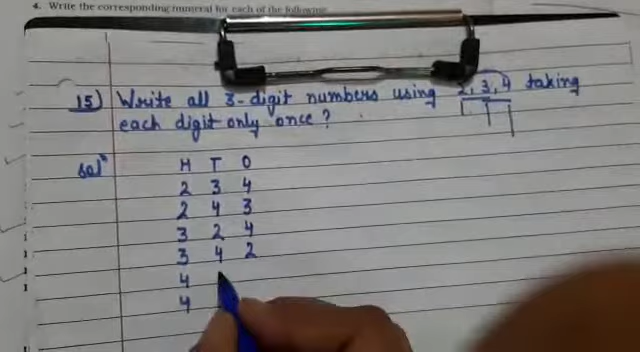 4. Write the corresponding numeral for each of the following
15) Write all 3-digit numbers using 2, 3, 4 taking
each digit only once?
Solⁿ
H T O
2 3 4
2 4 3
3 2 4
3 4 2
4
4